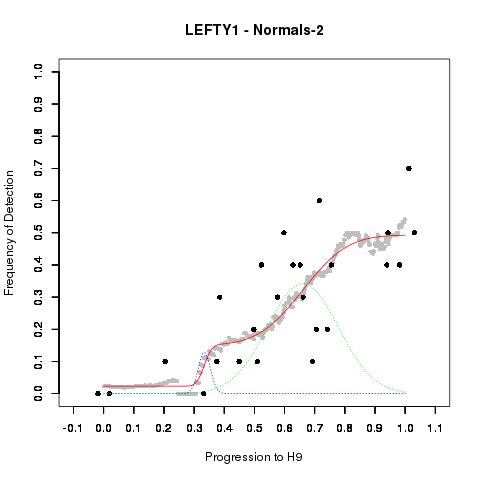 LEFTY1 - Normals-2
Frequency of Detection
1.0
0.9
0.8
0.7
0.6
0.5
0.4
0.3
0.2
0.1
0.0
-0.1 0.0 0.1 0.2 0.3 0.4 0.5 0.6 0.7 0.8 0.9 1.0 1.1
Progression to H9